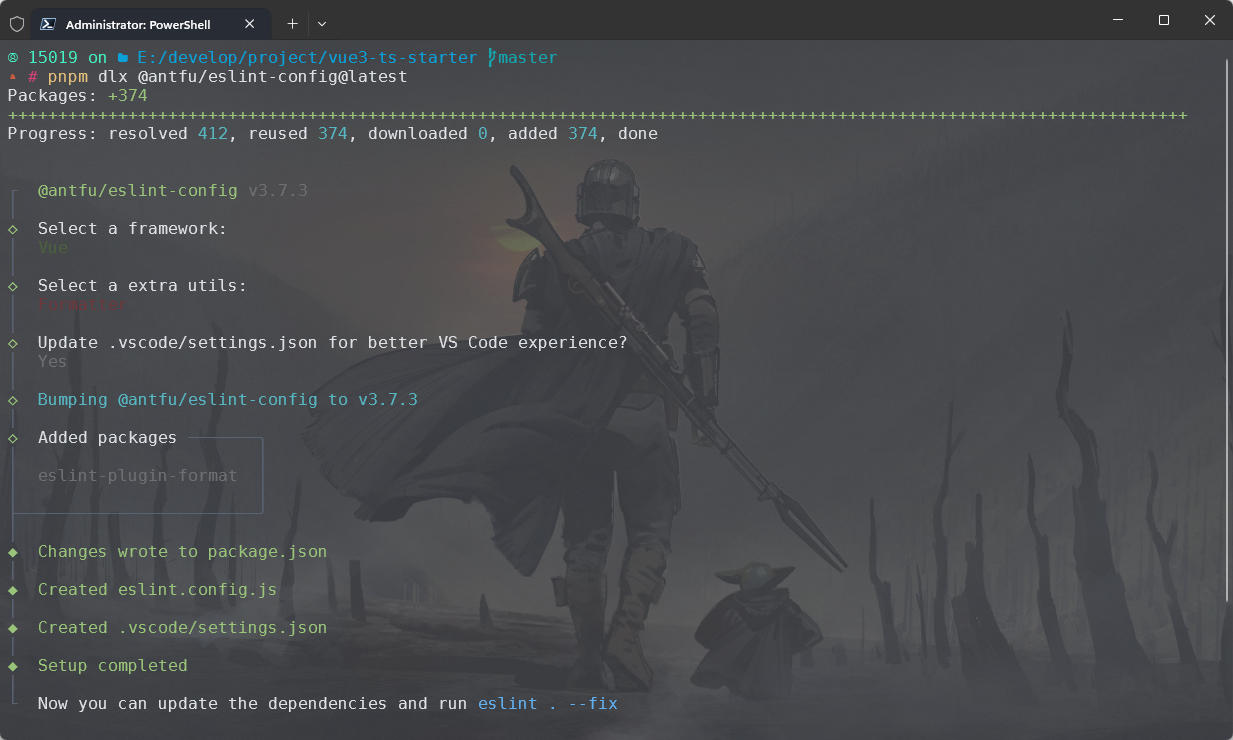 Administrator: PowerShell
15019 on E:/develop/project/vue3-ts-starter master
# pnpm dlx @antfu/eslint-config@latest
Packages: +374
++++++++++++++++++++++++++++++++++++++++++++++++++++++++++++++++++++++++++++++++++++++++++++++++++++++++++++++++++++++
Progress: resolved 412, reused 374, downloaded 0, added 374, done
@antfu/eslint-config v3.7.3
Select a framework:
Vue
Select a extra utils:
Formatter
Update .vscode/settings.json for better VS Code experience?
Yes
Bumping @antfu/eslint-config to v3.7.3
Added packages
eslint-plugin-format
Changes wrote to package.json
Created eslint.config.js
Created .vscode/settings.json
Setup completed
Now you can update the dependencies and run eslint . --fix